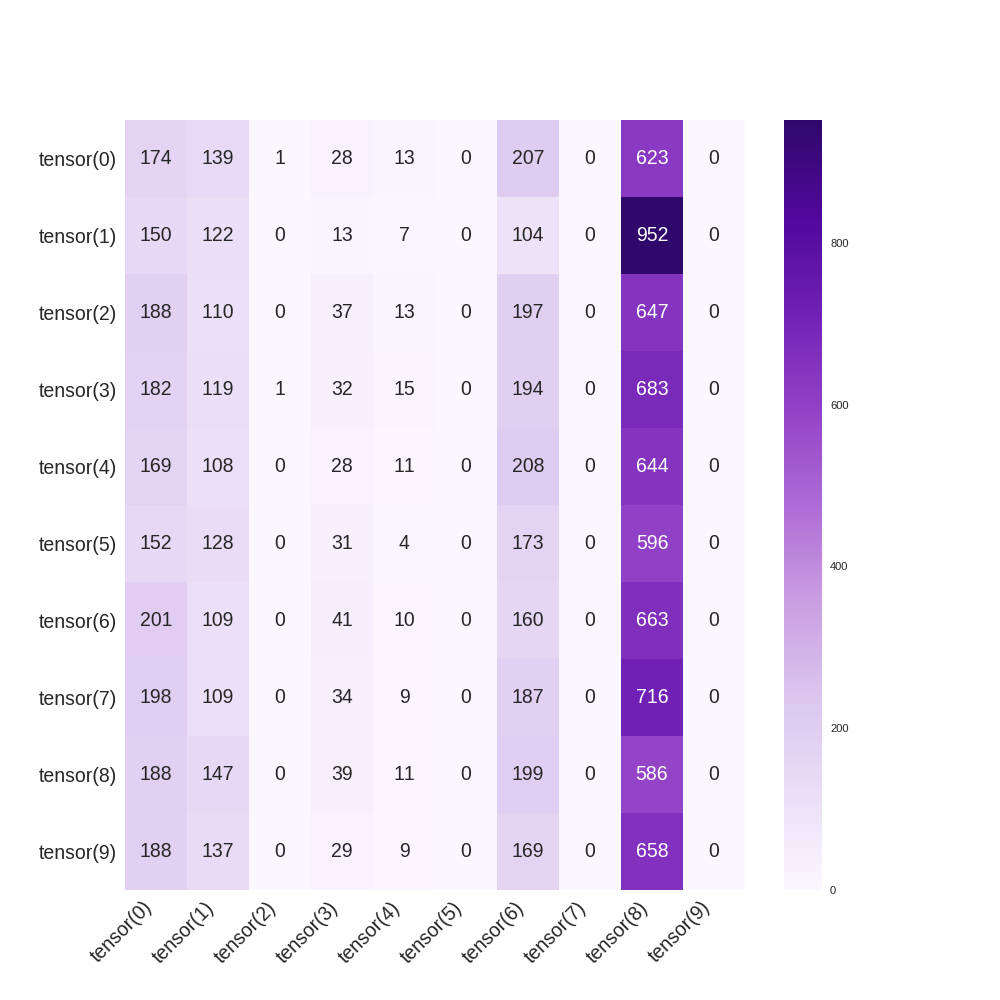 tensor(0) 174 139 1 28 13 0 207 0 623 0
tensor(1) 150 122 0 13 7 0 104 0 952 0
tensor(2) 188 110 0 37 13 0 197 0 647 0
tensor(3) 182 119 1 32 15 0 194 0 683 0
tensor(4) 169 108 0 28 11 0 208 0 644 0
tensor(5) 152 128 0 31 4 0 173 0 596 0
tensor(6) 201 109 0 41 10 0 160 0 663 0
tensor(7) 198 109 0 34 9 0 187 0 716 0
tensor(8) 188 147 0 39 11 0 199 0 586 0
tensor(9) 188 137 0 29 9 0 169 0 658 0
tensor(0) tensor(1) tensor(2) tensor(3) tensor(4) tensor(5) tensor(6) tensor(7) tensor(8) tensor(9)
800
600
400
200
0